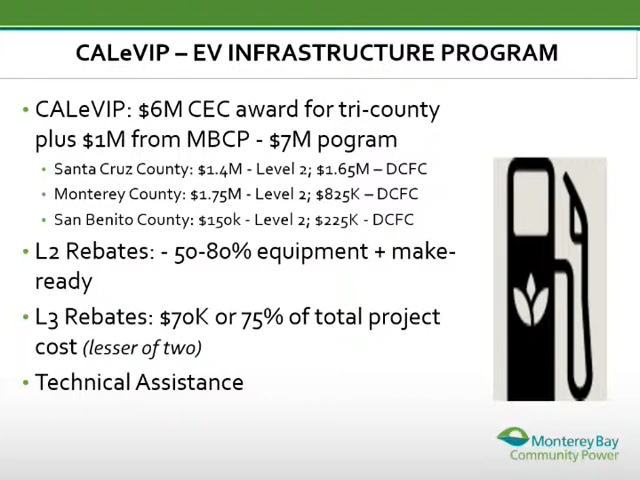 CALeVIP – EV INFRASTRUCTURE PROGRAM
• CALeVIP: $6M CEC award for tri-county
plus $1M from MBCP - $7M pogram
• Santa Cruz County: $1.4M - Level 2; $1.65M – DCFC
• Monterey County: $1.75M - Level 2; $825K – DCFC
• San Benito County: $150k - Level 2; $225K - DCFC
• L2 Rebates: - 50-80% equipment + make-
ready
• L3 Rebates: $70K or 75% of total project
cost (lesser of two)
• Technical Assistance
Monterey Bay
Community Power